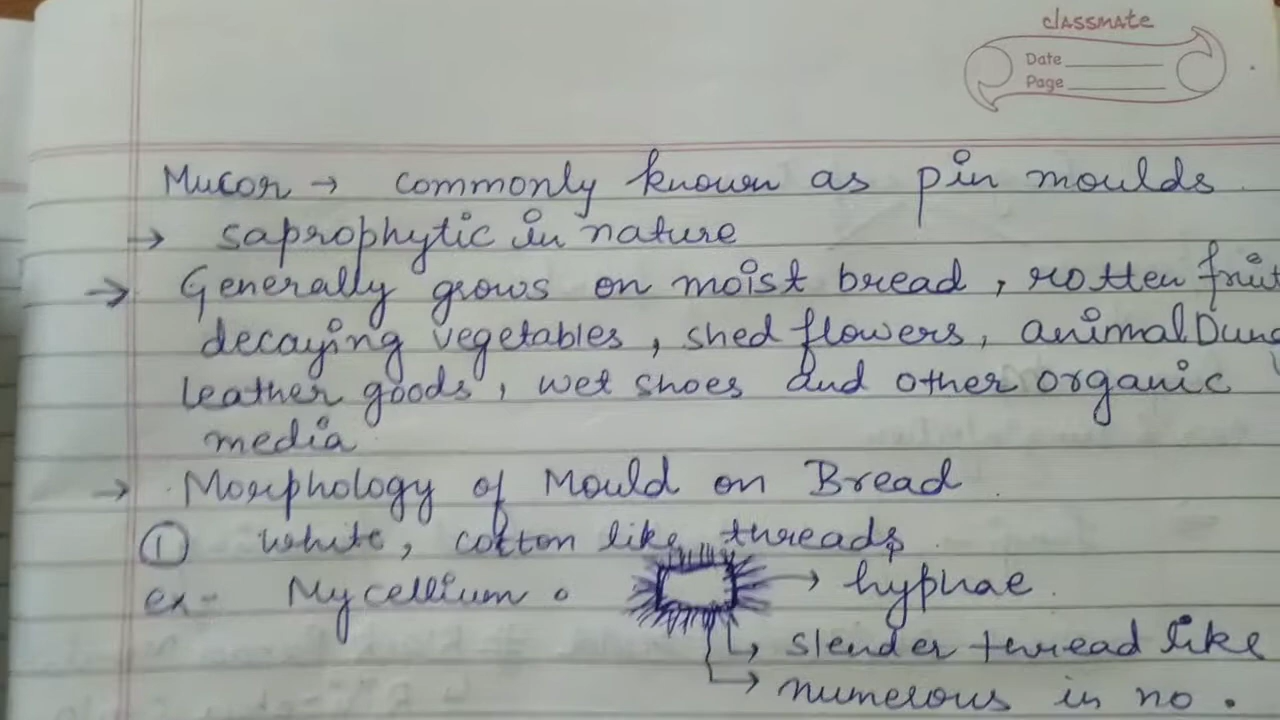 classmate
Date
Page
Mucor → commonly known as pin moulds
→ saprophytic in nature
→ Generally grows on moist bread, rotten fruit
decaying vegetables, shed flowers, animal Dung
leather goods, wet shoes and other organic
media
→ Morphology of Mould on Bread.
① white, cotton like threads.
ex- Mycellium.
→ hyphae.
↳ slender thread like
→ numerous in no.